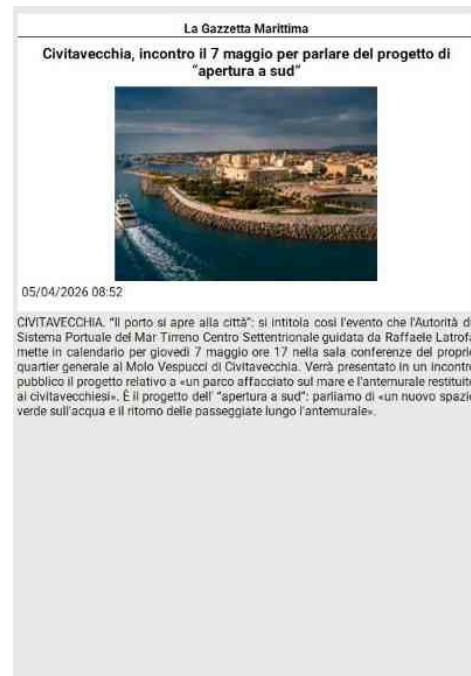 La Gazzetta Marittima
Civitavecchia, incontro il 7 maggio per parlare del progetto di
“apertura a sud”
05/04/2026 08:52
CIVITAVECCHIA. “Il porto si apre alla città”: si intitola così l’evento che l’Autorità di
Sistema Portuale del Mar Tirreno Centro Settentrionale guidata da Raffaele Latrofa
mette in calendario per giovedì 7 maggio ore 17 nella sala conferenze del proprio
quartier generale al Molo Vespucci di Civitavecchia. Verrà presentato in un incontro
pubblico il progetto relativo a «un parco affacciato sul mare e l’antemurale restituito
ai civitavecchiesi». È il progetto dell’ “apertura a sud”: parliamo di «un nuovo spazio
verde sull’acqua e il ritorno delle passeggiate lungo l’antemurale».